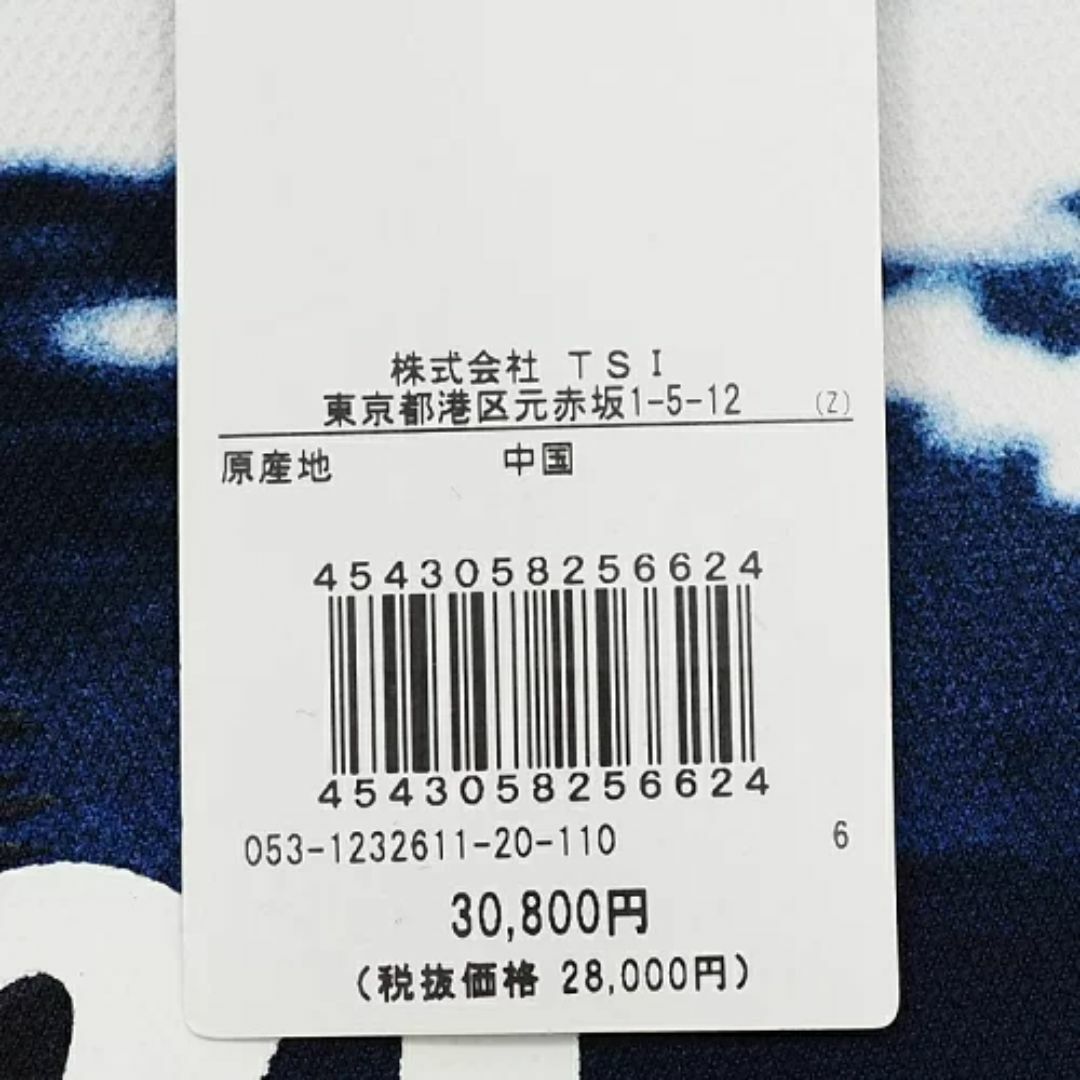 株式会社 TSI
東京都港区元赤坂1-5-12 (Z)
原産地 中国
4543058256624
4543058256624
053-1232611-20-110 6
30,800円
(税抜価格 28,000円)